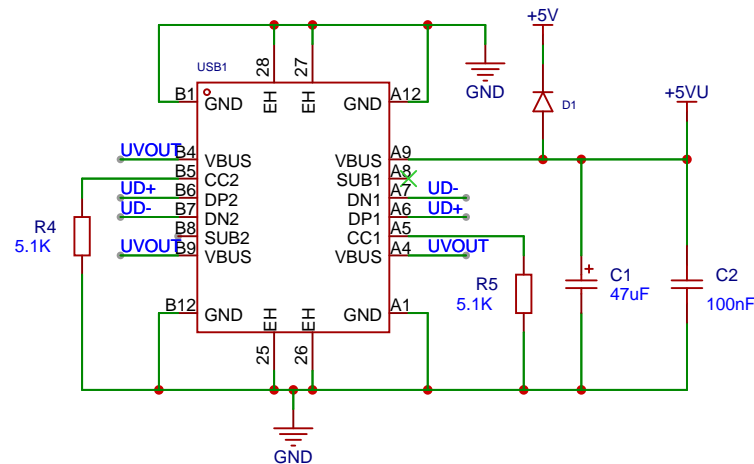 +5V
USB1
28
27
+5VU
B1
GND
EH
EH
GND
A12
GND
D1
UVOUT
B4
VBUS
VBUS
A9
B5
CC2
SUB1
A8
UD+
B6
DP2
DN1
A7
UD-
UD-
B7
DN2
DP1
A6
UD+
R4
5.1K
B8
SUB2
CC1
A5
UVOUT
B9
VBUS
VBUS
A4
UVOUT
R5
5.1K
C1
47uF
C2
100nF
B12
GND
EH
EH
GND
A1
25
26
GND